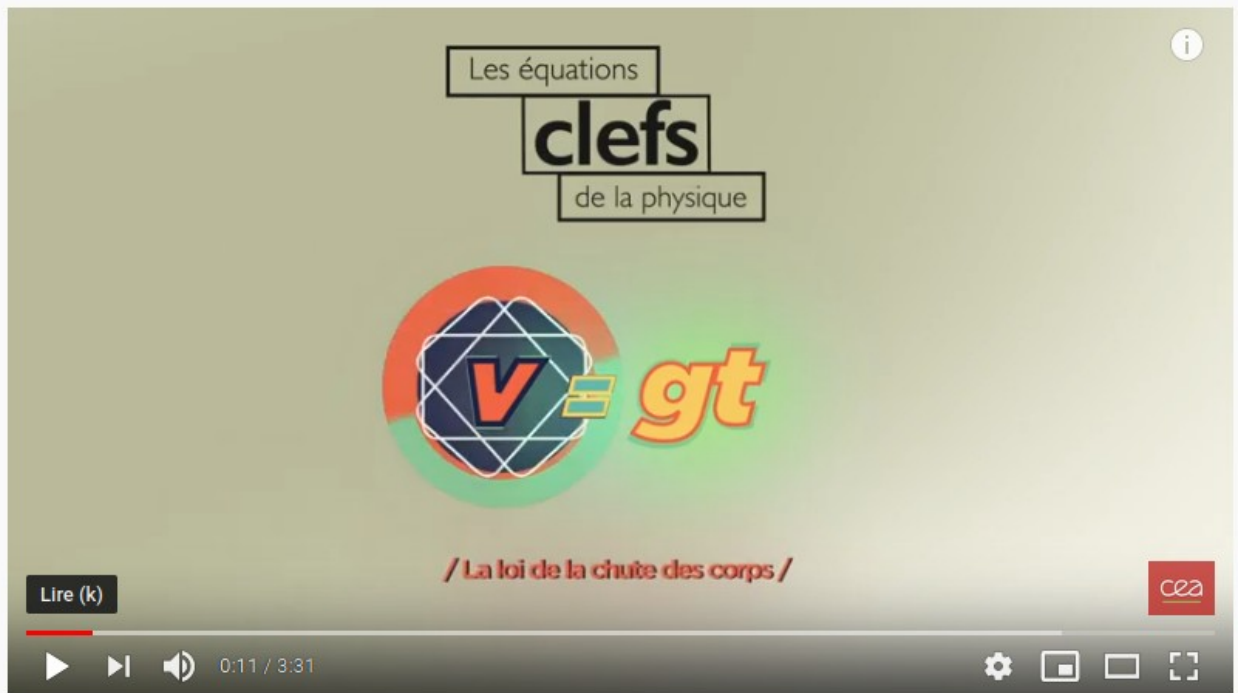 Les équations
clefs
de la physique
v = gt
/ La loi de la chute des corps /
cea
Lire (k)
0:11 / 3:31